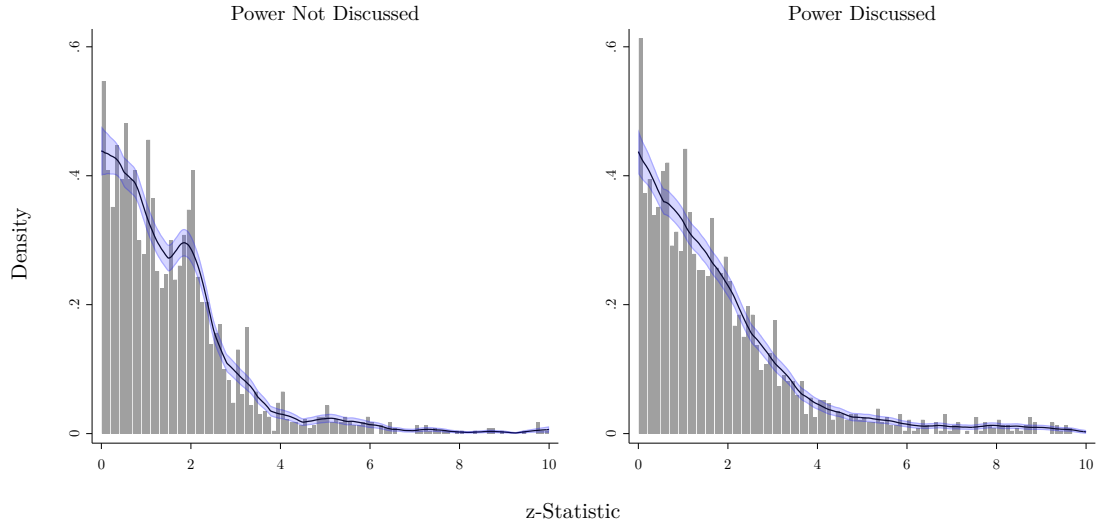 Power Not Discussed
Power Discussed
Density
.6
.4
.2
0
0 2 4 6 8 10
.6
.4
.2
0
0 2 4 6 8 10
z-Statistic